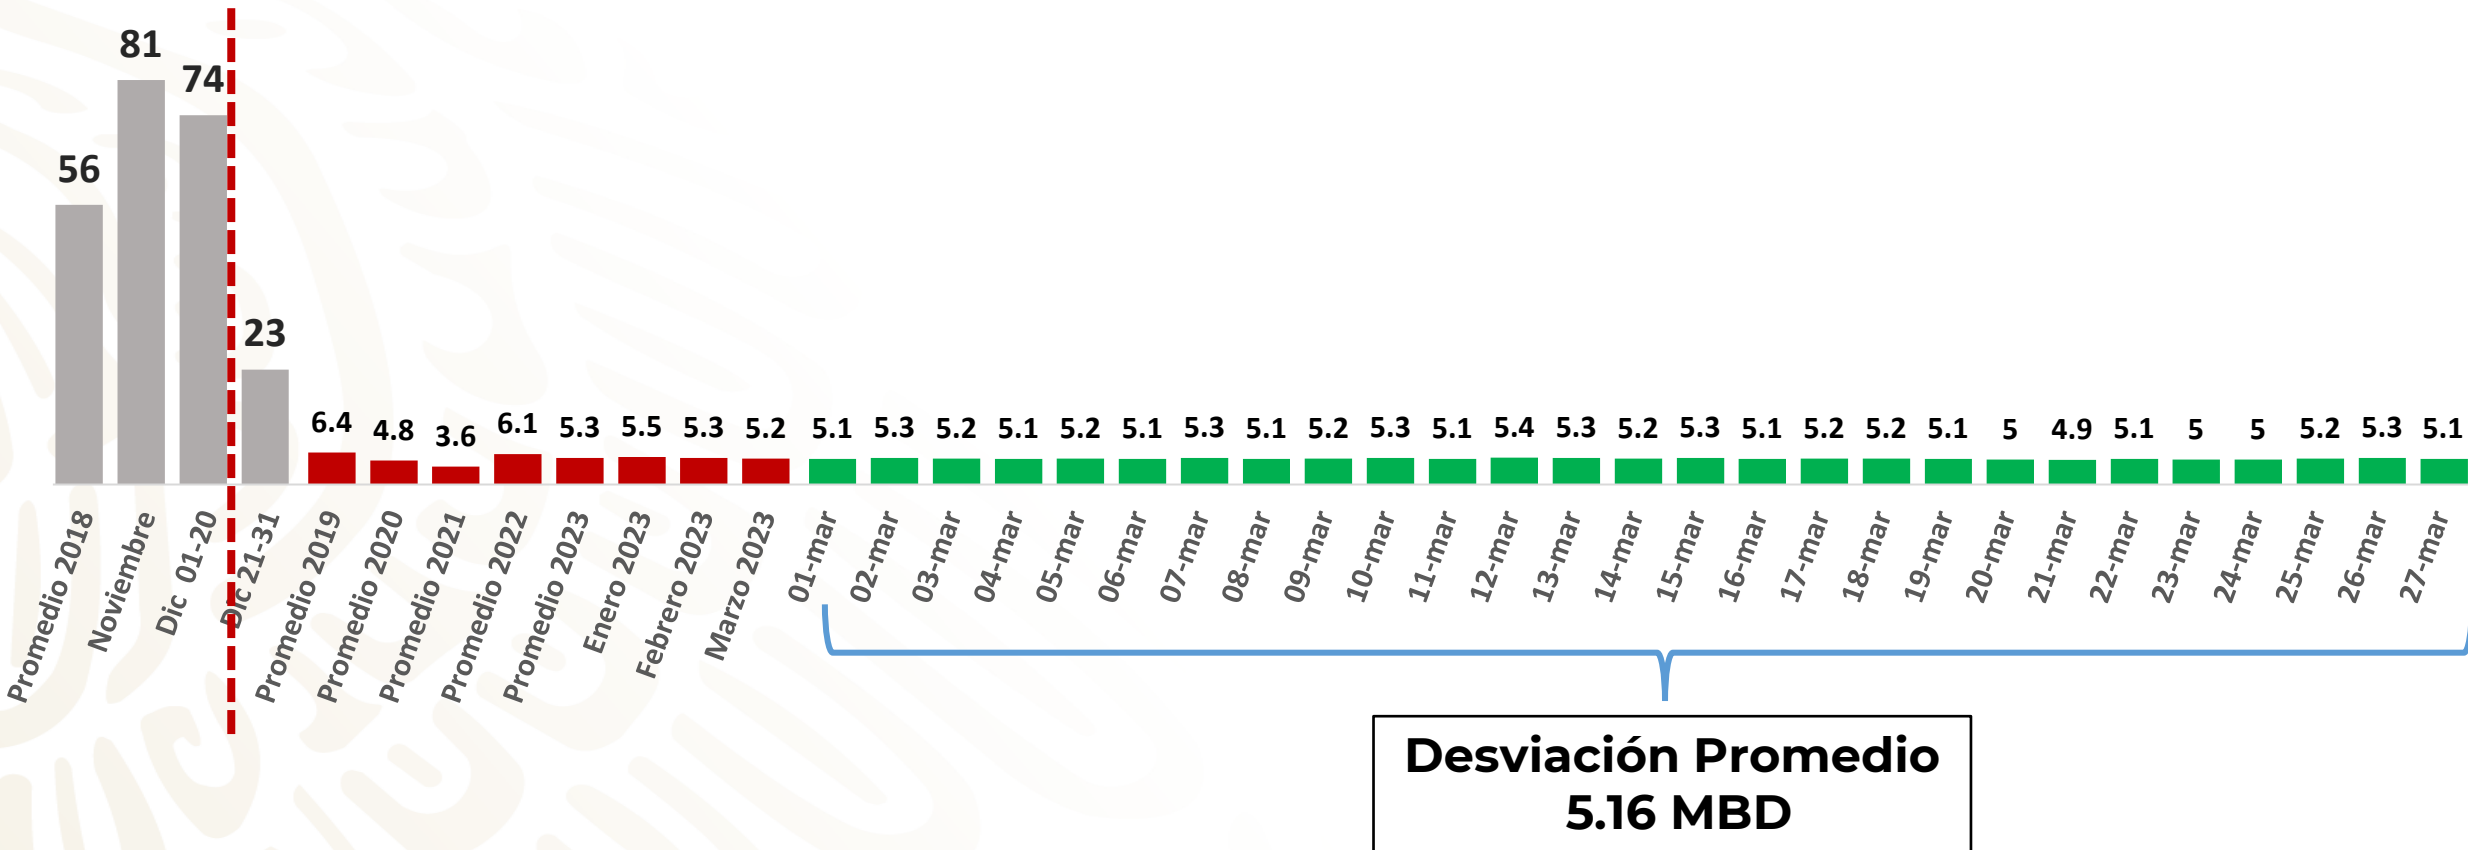 81
74
56
23
6.4 4.8 3.6 6.1 5.3 5.5 5.3 5.2 5.1 5.3 5.2 5.1 5.2 5.1 5.3 5.1 5.2 5.3 5.1 5.4 5.3 5.2 5.3 5.1 5.2 5.2 5.1 5 4.9 5.1 5 5 5.2 5.3 5.1
Promedio 2018
Noviembre
Dic 01-20
Dic 21-31
Promedio 2019
Promedio 2020
Promedio 2021
Promedio 2022
Promedio 2023
Enero 2023
Febrero 2023
Marzo 2023
01-mar
02-mar
03-mar
04-mar
05-mar
06-mar
07-mar
08-mar
09-mar
10-mar
11-mar
12-mar
13-mar
14-mar
15-mar
16-mar
17-mar
18-mar
19-mar
20-mar
21-mar
22-mar
23-mar
24-mar
25-mar
26-mar
27-mar
Desviación Promedio
5.16 MBD